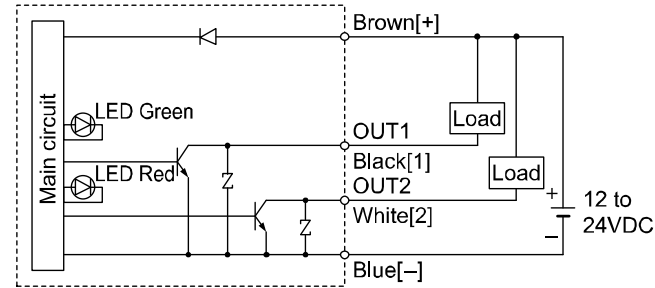 Brown[+]
Main circuit
LED Green
OUT1
Black[1]
Load
LED Red
OUT2
White[2]
Load
+
12 to
24VDC
–
Blue[–]